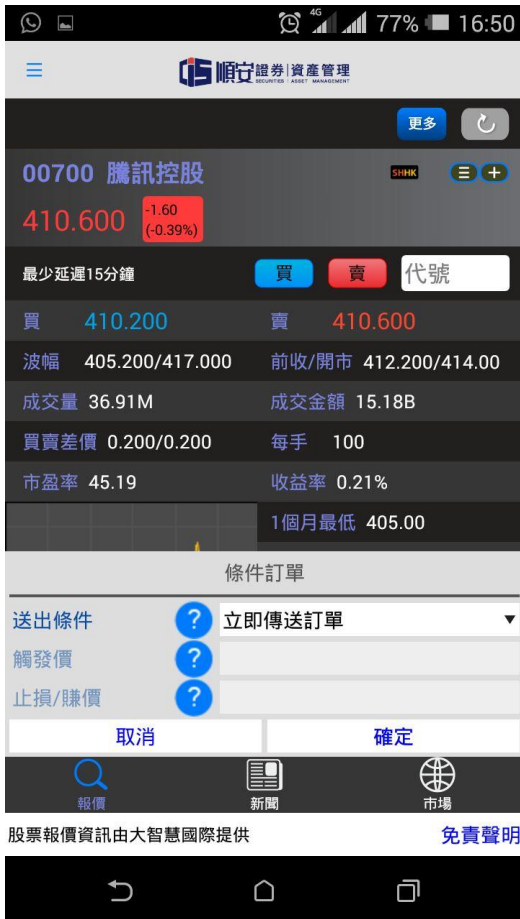 4G 77% 16:50
順安證券|資產管理
SECURITIES · ASSET MANAGEMENT
更多
00700 騰訊控股 SHHK
410.600 -1.60
(-0.39%)
最少延遲15分鐘 買 賣 代號
買 410.200 賣 410.600
波幅 405.200/417.000 前收/開市 412.200/414.00
成交量 36.91M 成交金額 15.18B
買賣差價 0.200/0.200 每手 100
市盈率 45.19 收益率 0.21%
1個月最低 405.00
條件訂單
送出條件 ? 立即傳送訂單
觸發價 ?
止損/賺價 ?
取消 確定
報價 新聞 市場
股票報價資訊由大智慧國際提供 免責聲明